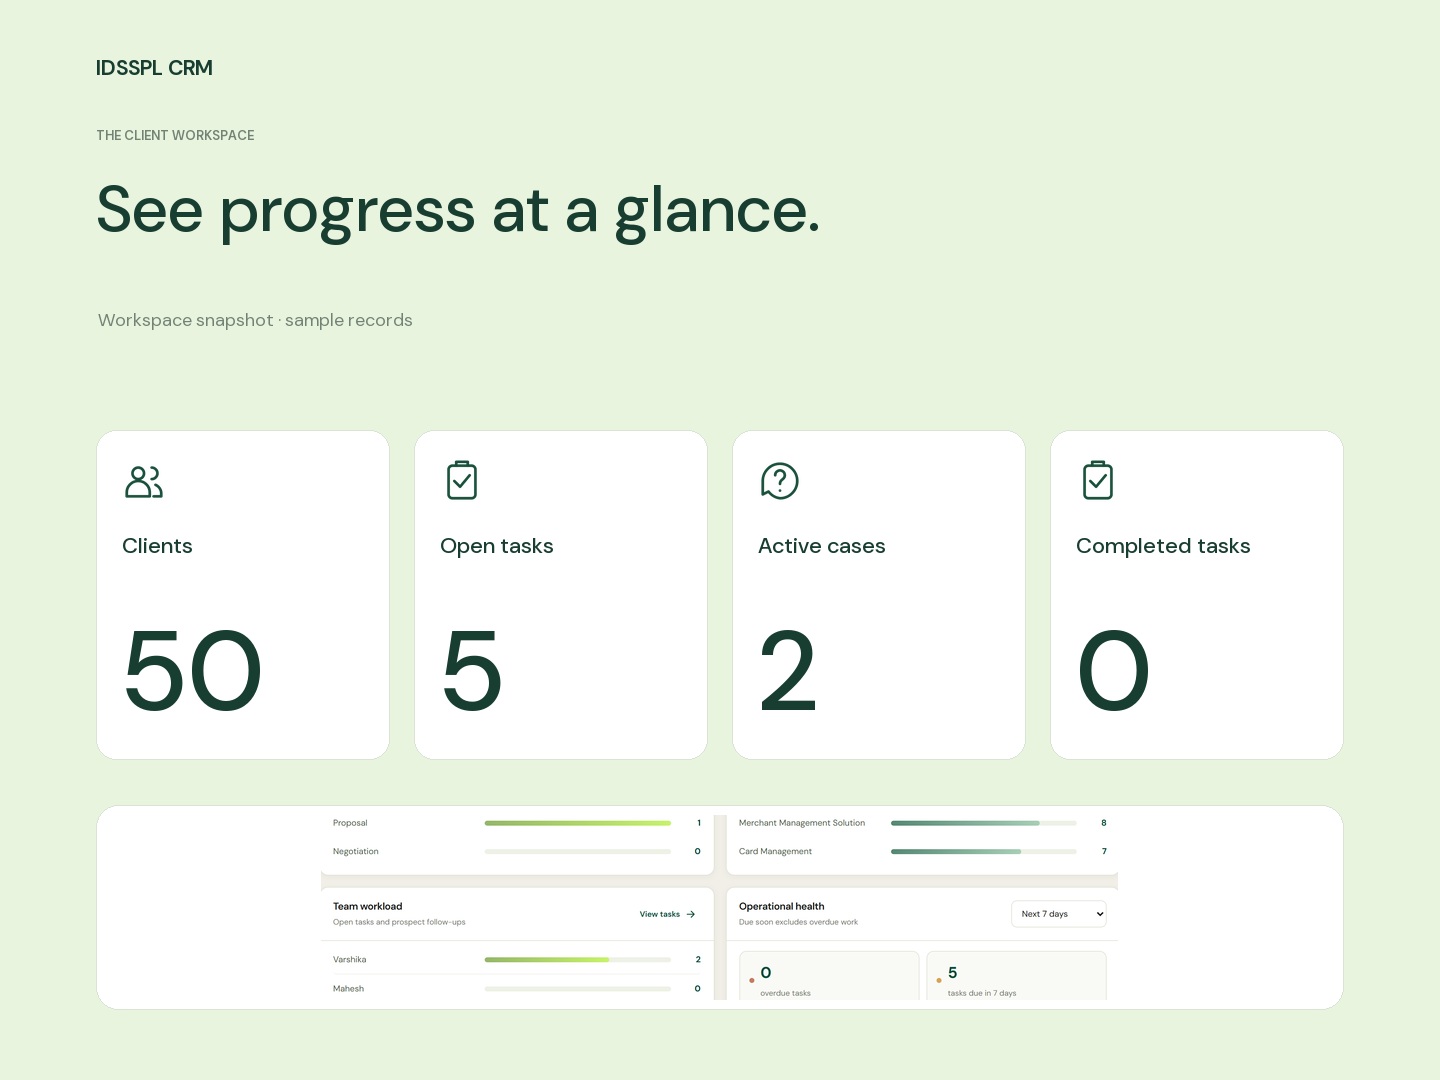 IDSSPL CRM
THE CLIENT WORKSPACE
See progress at a glance.
Workspace snapshot · sample records
Clients
50
Open tasks
5
Active cases
2
Completed tasks
0
Proposal 1
Negotiation 0
Merchant Management Solution 8
Card Management 7
Team workload
Open tasks and prospect follow-ups
View tasks →
Varshika 2
Mahesh 0
Operational health
Due soon excludes overdue work
Next 7 days
0
overdue tasks
5
tasks due in 7 days